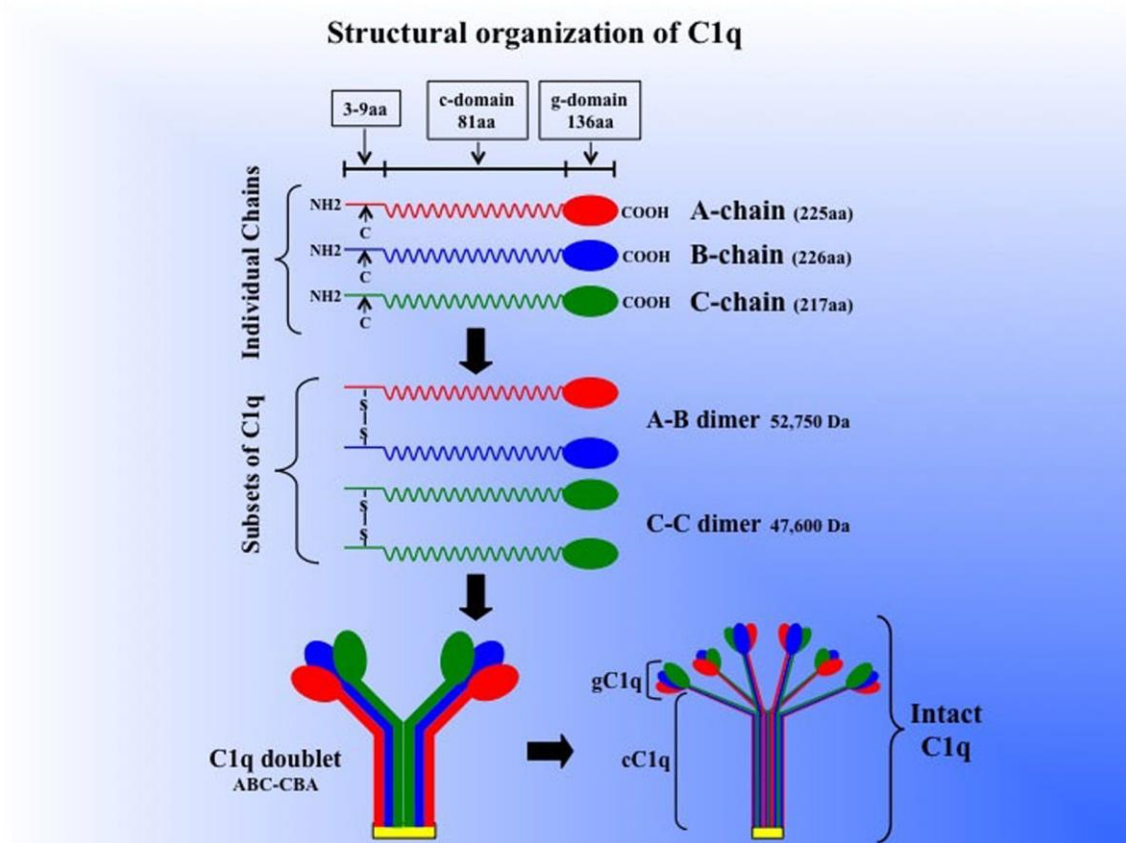 Structural organization of C1q
3-9aa
c-domain
81aa
g-domain
136aa
Individual Chains
NH2
C
COOH
A-chain (225aa)
NH2
C
COOH
B-chain (226aa)
NH2
C
COOH
C-chain (217aa)
Subsets of C1q
S
S
A-B dimer 52,750 Da
S
S
C-C dimer 47,600 Da
C1q doublet
ABC-CBA
gC1q
cC1q
Intact
C1q